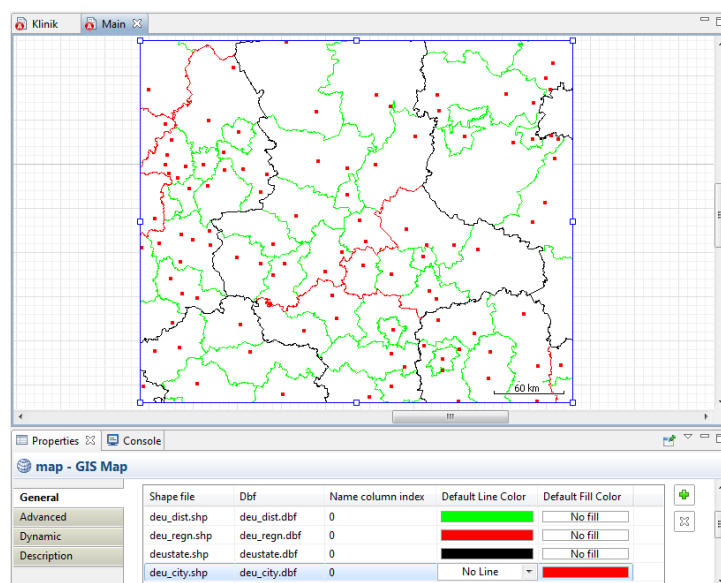 Klinik
Main
60 km
Properties
Console
map - GIS Map
General
Advanced
Dynamic
Description
Shape file Dbf Name column index Default Line Color Default Fill Color
deu_dist.shp deu_dist.dbf 0 No fill
deu_regn.shp deu_regn.dbf 0 No fill
deustate.shp deustate.dbf 0 No fill
deu_city.shp deu_city.dbf 0 No Line